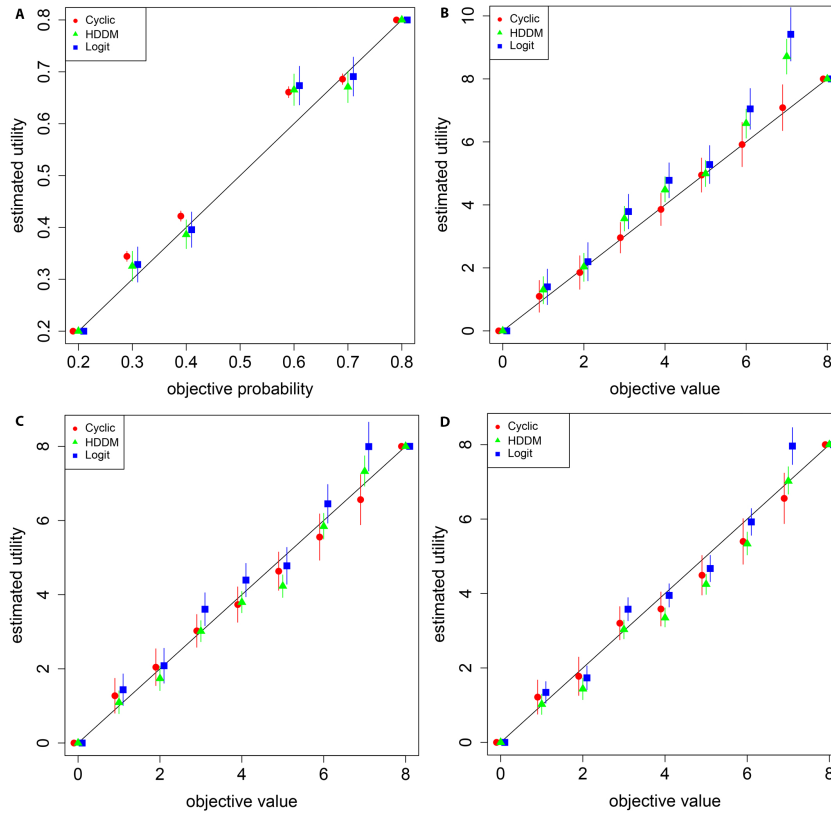 A
Cyclic
HDDM
Logit
estimated utility
0.2 0.3 0.4 0.5 0.6 0.7 0.8
0.2 0.3 0.4 0.5 0.6 0.7 0.8
objective probability
B
Cyclic
HDDM
Logit
estimated utility
0 2 4 6 8 10
0 2 4 6 8
objective value
C
Cyclic
HDDM
Logit
estimated utility
0 2 4 6 8
0 2 4 6 8
objective value
D
Cyclic
HDDM
Logit
estimated utility
0 2 4 6 8
0 2 4 6 8
objective value